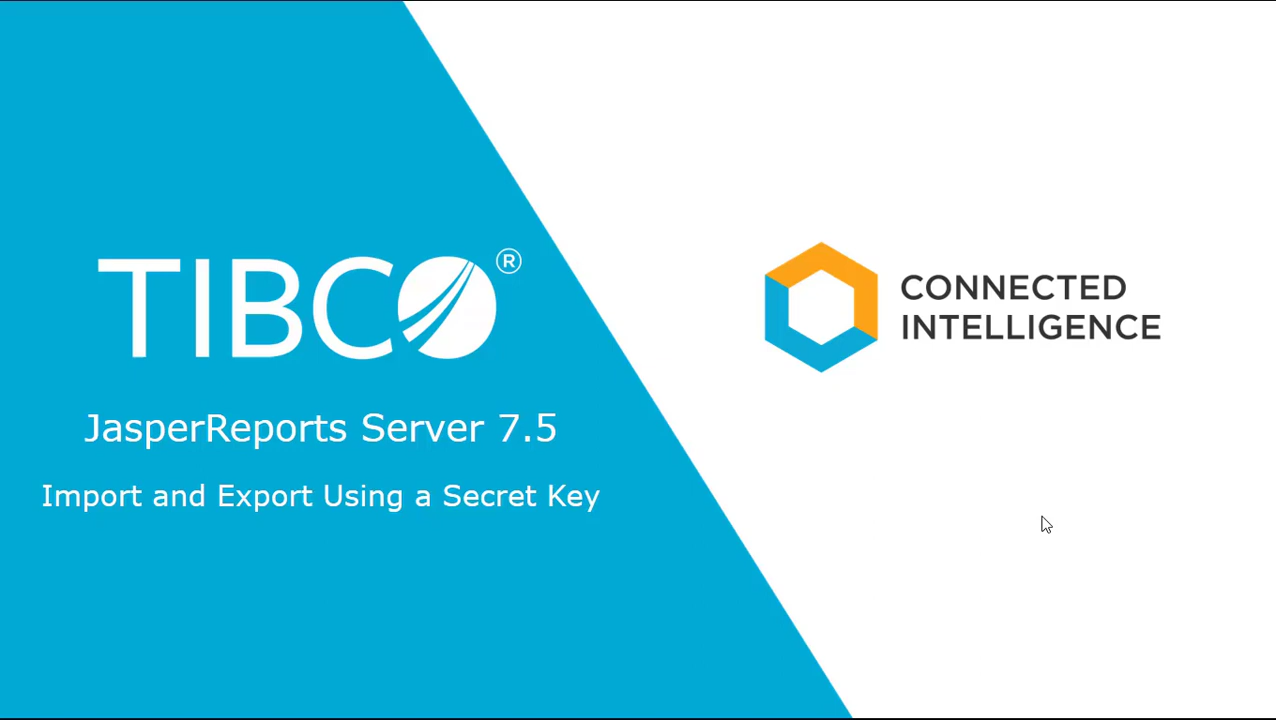 TIBCO®
JasperReports Server 7.5
Import and Export Using a Secret Key
CONNECTED
INTELLIGENCE